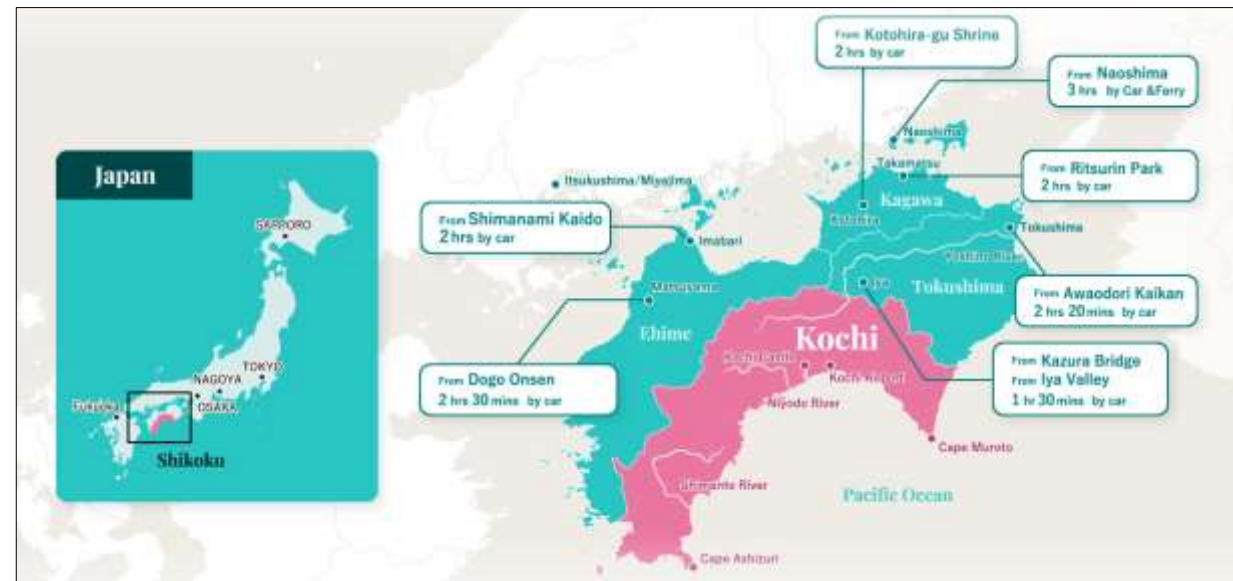 Japan
SAPPORO
TOKYO
NAGOYA
OSAKA
Fukuoka
Shikoku
From Kotohira-gu Shrine
2 hrs by car
From Naoshima
3 hrs by Car & Ferry
Naoshima
Takamatsu
From Ritsurin Park
2 hrs by car
Itsukushima/Miyajima
Kagawa
Kotohira
From Shimanami Kaido
2 hrs by car
Imabari
Tokushima
Yoshino River
Iya
Tokushima
Matsuyama
From Awaodori Kaikan
2 hrs 20 mins by car
Ehime
Kochi
Kochi Castle
Kochi Airport
From Dogo Onsen
2 hrs 30 mins by car
From Kazura Bridge
From Iya Valley
1 hr 30 mins by car
Niyodo River
Cape Muroto
Shimanto River
Pacific Ocean
Cape Ashizuri